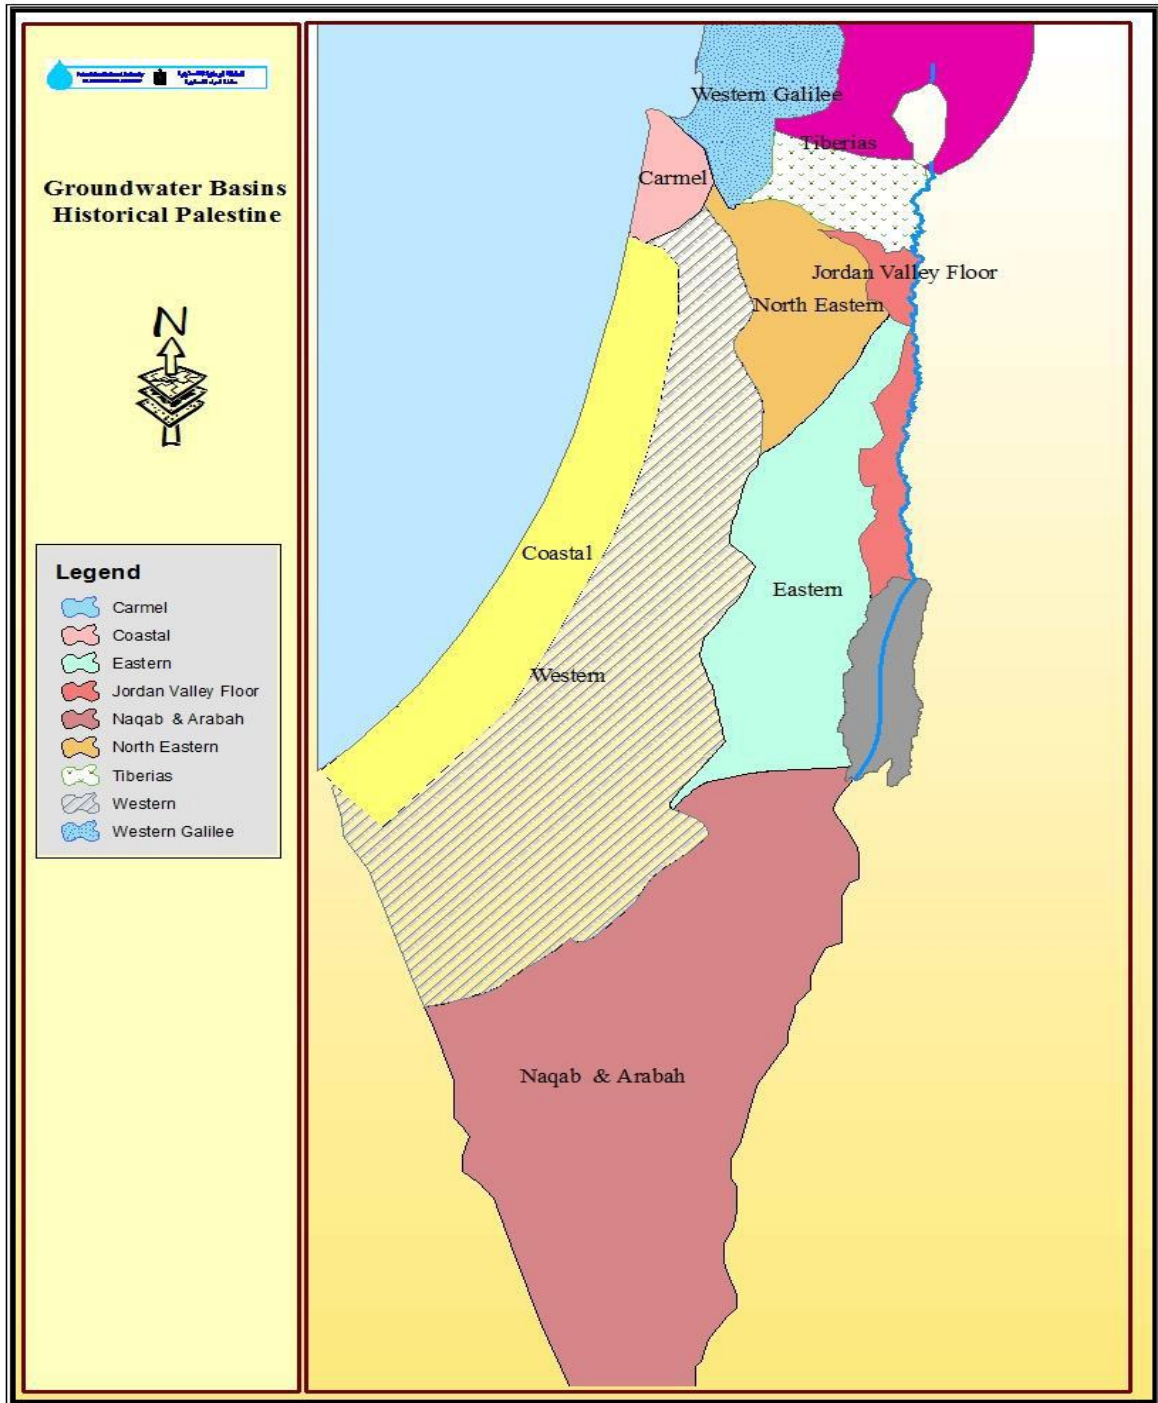 Groundwater Basins
Historical Palestine
N
Legend
Carmel
Coastal
Eastern
Jordan Valley Floor
Naqab & Arabah
North Eastern
Tiberias
Western
Western Galilee
Western Galilee
Tiberias
Carmel
Jordan Valley Floor
North Eastern
Coastal
Eastern
Western
Naqab & Arabah